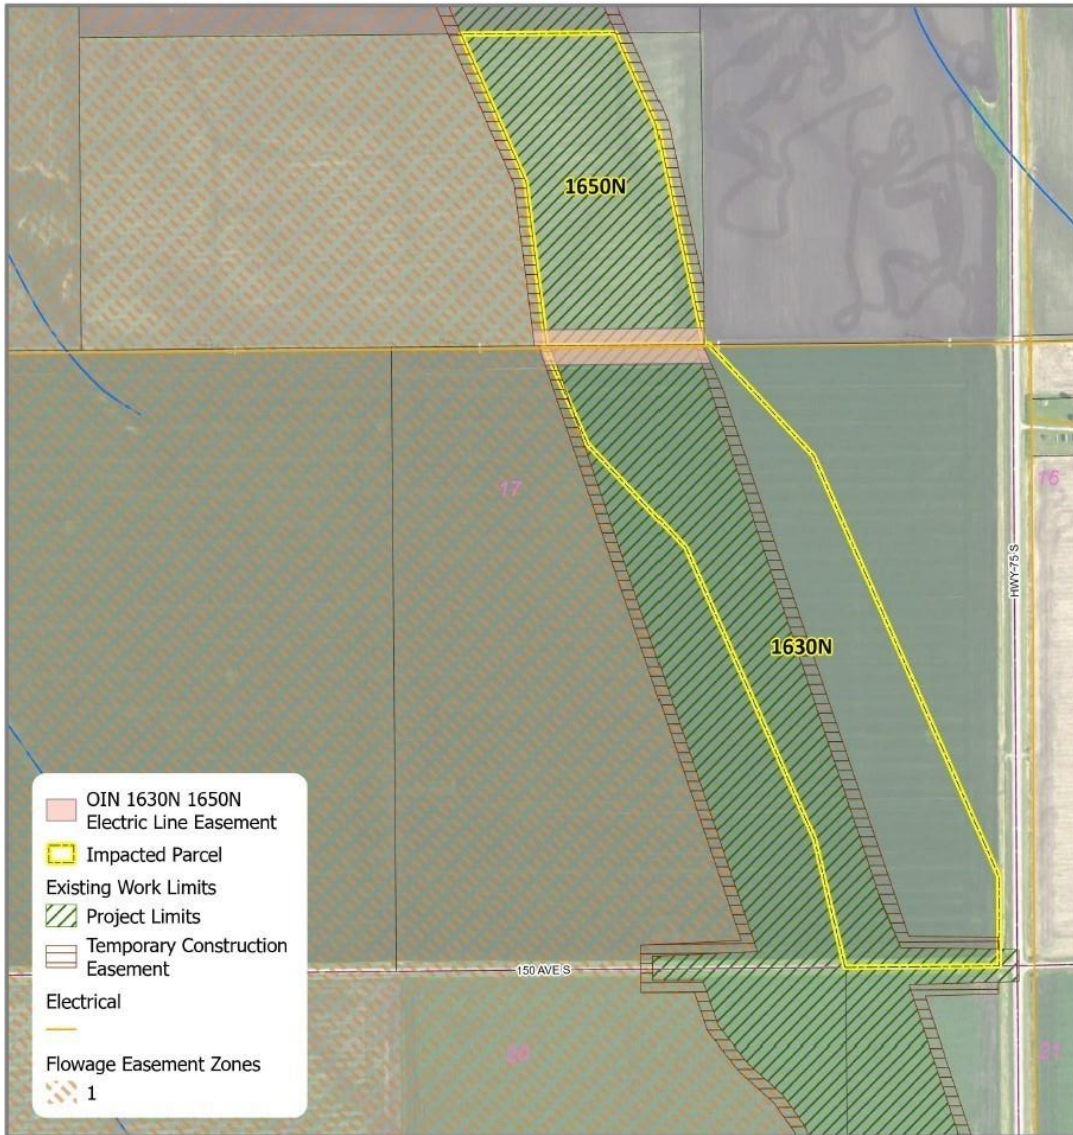 1650N
17
16
HWY-75 S
1630N
150 AVE S
20
21
OIN 1630N 1650N
Electric Line Easement
Impacted Parcel
Existing Work Limits
Project Limits
Temporary Construction
Easement
Electrical
Flowage Easement Zones
1